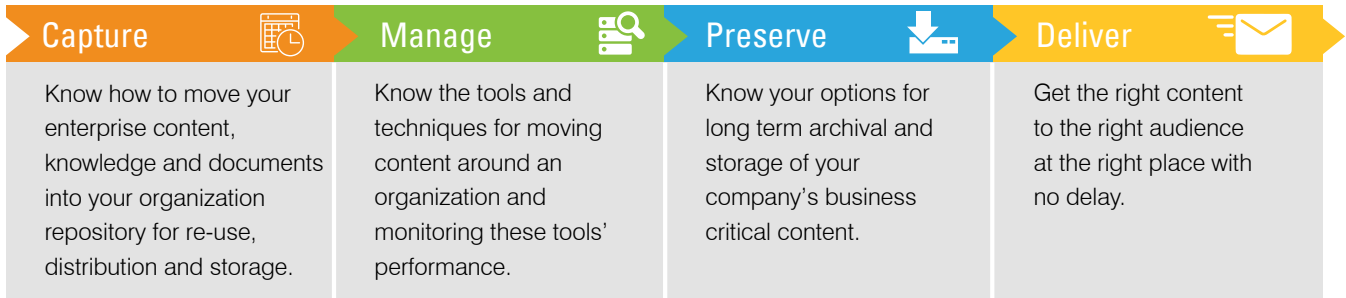 Capture
Know how to move your
enterprise content,
knowledge and documents
into your organization
repository for re-use,
distribution and storage.
Manage
Know the tools and
techniques for moving
content around an
organization and
monitoring these tools’
performance.
Preserve
Know your options for
long term archival and
storage of your
company’s business
critical content.
Deliver
Get the right content
to the right audience
at the right place with
no delay.